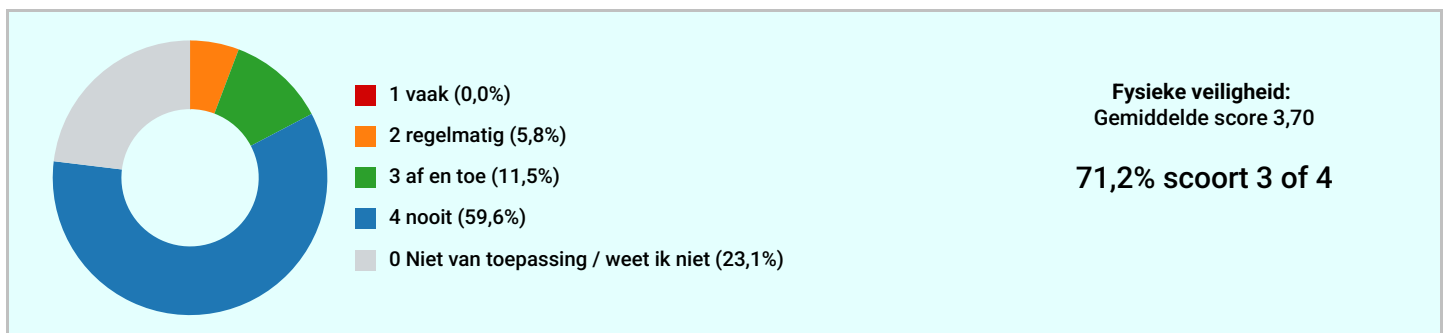 1 vaak (0,0%)
2 regelmatig (5,8%)
3 af en toe (11,5%)
4 nooit (59,6%)
0 Niet van toepassing / weet ik niet (23,1%)
Fysieke veiligheid:
Gemiddelde score 3,70
71,2% scoort 3 of 4